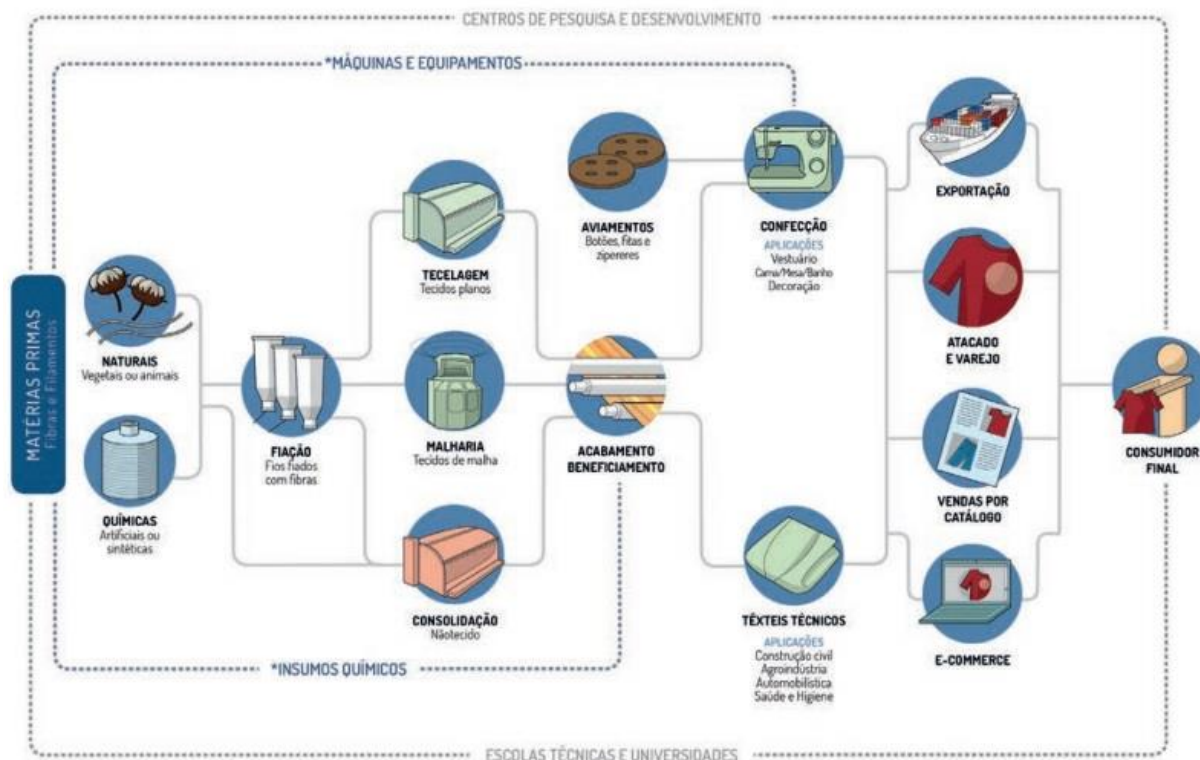 CENTROS DE PESQUISA E DESENVOLVIMENTO
*MÁQUINAS E EQUIPAMENTOS
MATÉRIAS PRIMAS
Fibras e Filamentos
NATURAIS
Vegetais ou animais
QUÍMICAS
Artificiais ou
sintéticas
FIAÇÃO
Fios fiados
com fibras
TECELAGEM
Tecidos planos
MALHARIA
Tecidos de malha
CONSOLIDAÇÃO
Nãotecido
AVIAMENTOS
Botões, fitas e
zipereres
ACABAMENTO
BENEFICIAMENTO
CONFECÇÃO
APLICAÇÕES
Vestuário
Cama/Mesa/Banho
Decoração
TÊXTEIS TÉCNICOS
APLICAÇÕES
Construção civil
Agroindústria
Automobilística
Saúde e Higiene
EXPORTAÇÃO
ATACADO
E VAREJO
VENDAS POR
CATÁLOGO
E-COMMERCE
CONSUMIDOR
FINAL
*INSUMOS QUÍMICOS
ESCOLAS TÉCNICAS E UNIVERSIDADES